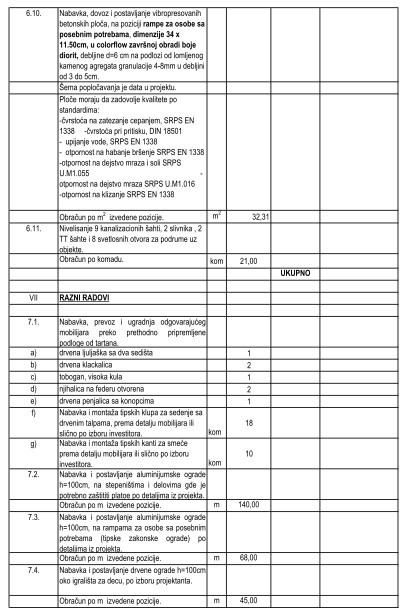 6.10. Nabavka, dovoz i postavljanje vibropresovanih
betonskih ploča, na poziciji rampe za osobe sa
posebnim potrebama, dimenzije 34 x
11.50cm, u colorflow završnoj obradi boje
diorit, debljine d=6 cm na podlozi od lomljenog
kamenog agregata granulacije 4-8mm u debljini
od 3 do 5cm.
Šema popločavanja je data u projektu.
Ploče moraju da zadovolje kvalitete po
standardima:
-čvrstoća na zatezanje cepanjem, SRPS EN
1338 -čvrstoća pri pritisku, DIN 18501
- upijanje vode, SRPS EN 1338
- otpornost na habanje bršenje SRPS EN 1338
-otpornost na dejstvo mraza i soli SRPS
U.M1.055 -
otpornost na dejstvo mraza SRPS U.M1.016
-otpornost na klizanje SRPS EN 1338
Obračun po m2 izvedene pozicije. m2 32,31
6.11. Nivelisanje 9 kanalizacionih šahti, 2 slivnika , 2
TT šahte i 8 svetlosnih otvora za podrume uz
objekte.
Obračun po komadu. kom 21,00
UKUPNO
VII RAZNI RADOVI
7.1. Nabavka, prevoz i ugradnja odgovarajućeg
mobilijara preko prethodno pripremljene
podloge od tartana.
a) drvena ljuljaška sa dva sedišta 1
b) drvena klackalica 2
c) tobogan, visoka kula 1
d) njihalica na federu otvorena 2
e) drvena penjalica sa konopcima 1
f) Nabavka i montaža tipskih klupa za sedenje sa
drvenim talpama, prema detalju mobilijara ili
slično po izboru investitora. kom 18
g) Nabavka i montaža tipskih kanti za smeće
prema detalju mobilijara ili slično po izboru
investitora. kom 10
7.2. Nabavka i postavljanje aluminijumske ograde
h=100cm, na stepeništima i delovima gde je
potrebno zaštititi platoe po detaljima iz projekta.
Obračun po m izvedene pozicije. m 140,00
7.3. Nabavka i postavljanje aluminijumske ograde
h=100cm, na rampama za osobe sa posebnim
potrebama (tipske zakonske ograde) po
detaljima iz projekta.
Obračun po m izvedene pozicije. m 68,00
7.4. Nabavka i postavljanje drvene ograde h=100cm
oko igrališta za decu, po izboru projektanta.
Obračun po m izvedene pozicije. m 45,00